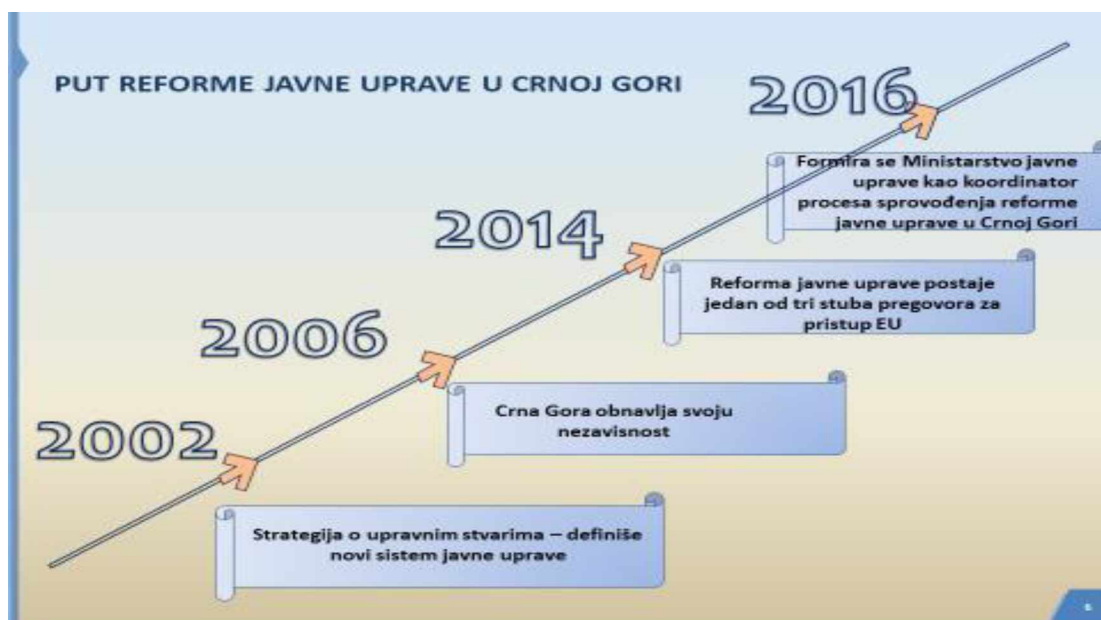 PUT REFORME JAVNE UPRAVE U CRNOJ GORI
2016
Formira se Ministarstvo javne
uprave kao koordinator
procesa sprovođenja reforme
javne uprave u Crnoj Gori
2014
Reforma javne uprave postaje
jedan od tri stuba pregovora za
pristup EU
2006
Crna Gora obnavlja svoju
nezavisnost
2002
Strategija o upravnim stvarima – definiše
novi sistem javne uprave